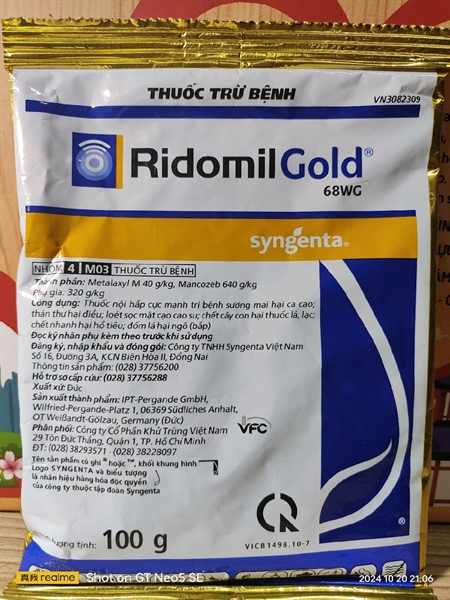 THUỐC TRỪ BỆNH
VN3082309
RidomilGold®
68WG
syngenta®
NHÓM 4 M03 THUỐC TRỪ BỆNH
Thành phần: Metalaxyl M 40 g/kg, Mancozeb 640 g/kg
Phụ gia: 320 g/kg
Công dụng: Thuốc nội hấp cực mạnh trị bệnh sương mai hại ca cao;
thán thư hại điều; loét sọc mặt cạo cao su; chết cây con hại thuốc lá, lạc;
chết nhanh hại hồ tiêu; đốm lá hại ngô (bắp)
Đọc kỹ nhãn phụ kèm theo trước khi sử dụng
Đăng ký, nhập khẩu và đóng gói: Công ty TNHH Syngenta Việt Nam
Số 16, Đường 3A, KCN Biên Hòa II, Đồng Nai
Thông tin sản phẩm: (028) 37756200
Hỗ trợ sơ cấp cứu: (028) 37756288
Xuất xứ: Đức
Sản xuất thành phẩm: IPT-Pergande GmbH,
Wilfried-Pergande-Platz 1, 06369 Südliches Anhalt,
OT Weißandt-Gölzau, Germany (Đức)
Phân phối: Công ty Cổ Phần Khử Trùng Việt Nam
29 Tôn Đức Thắng, Quận 1, TP. Hồ Chí Minh
ĐT: (028) 38293571 - (028) 38228097
VFC
Tên sản phẩm có ghi ® hoặc ™, khối khung hình
Logo SYNGENTA và biểu tượng
là nhãn hiệu hàng hóa độc quyền
của công ty thuộc tập đoàn Syngenta
lượng tịnh: 100 g
VICB1498.10-7
®
真我 realme Shot on GT Neo5 SE
2024 10 20 21:06